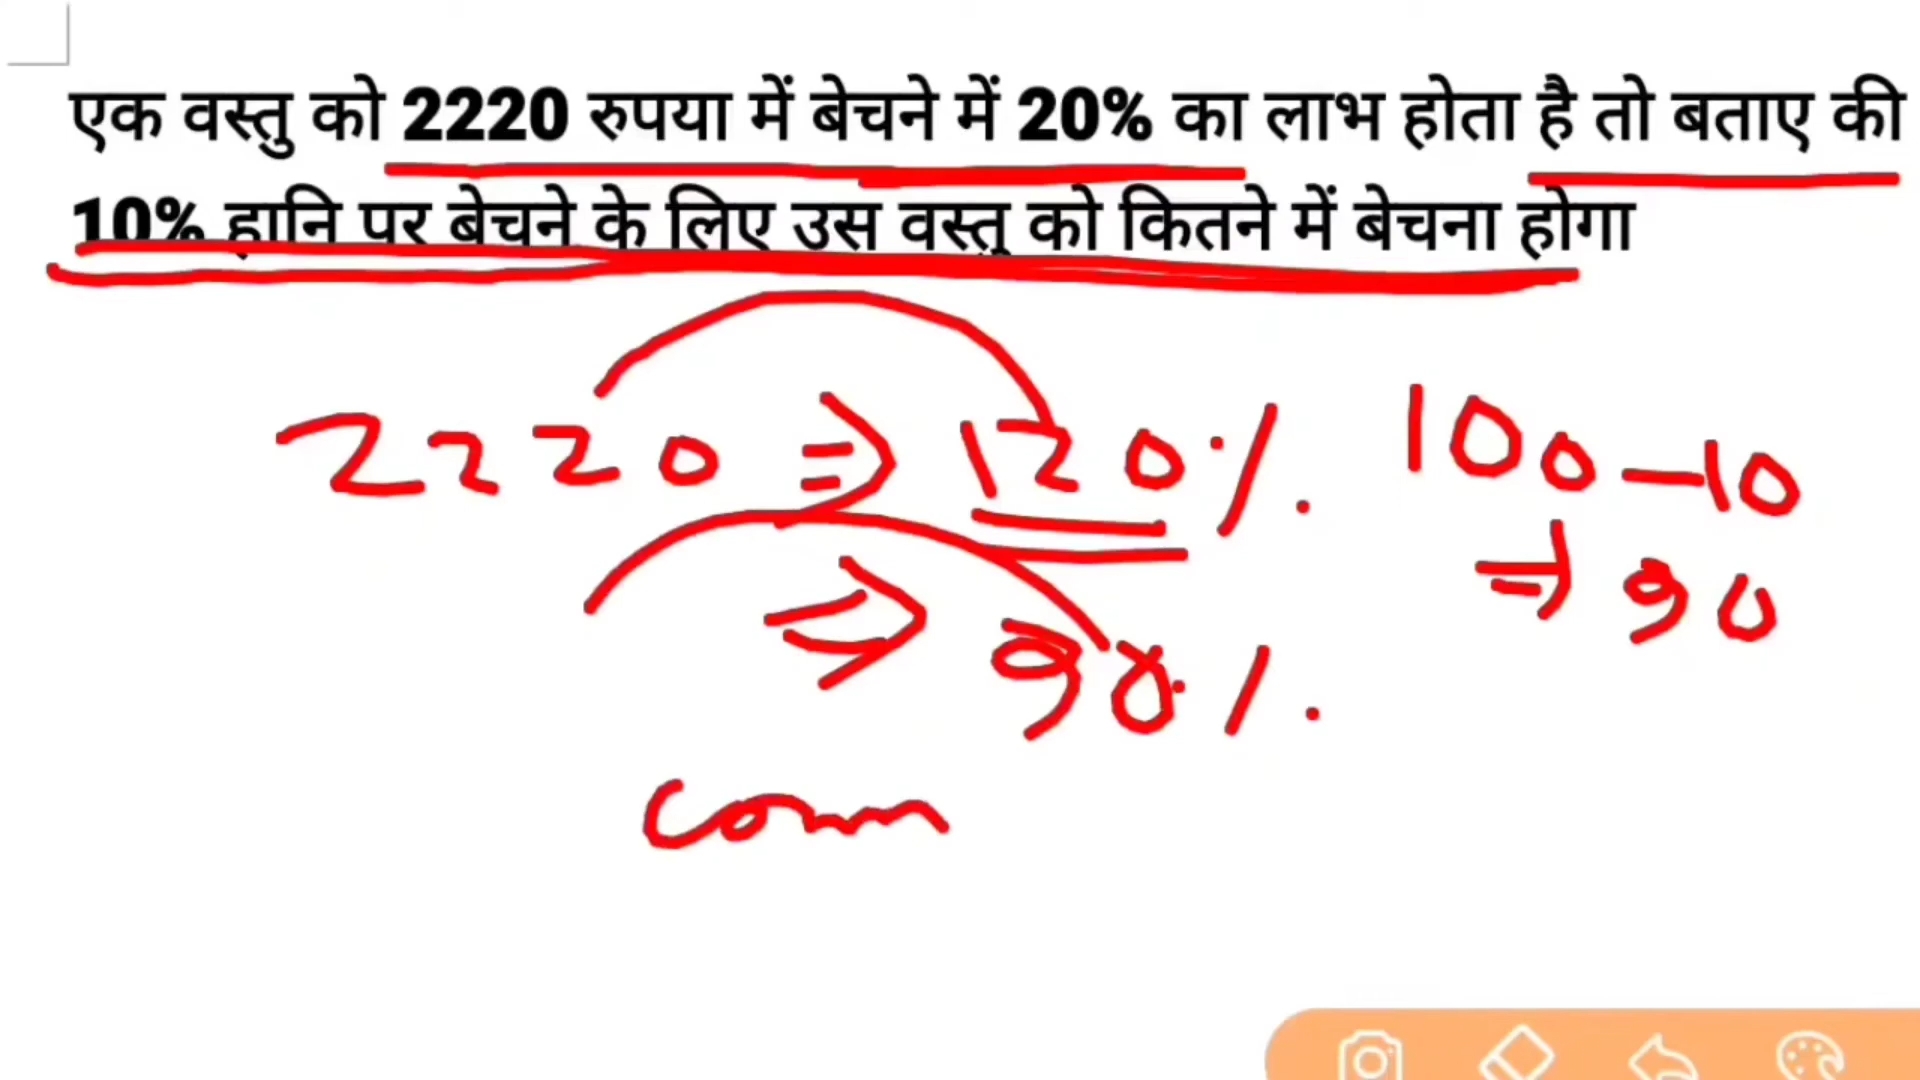 एक वस्तु को 2220 रुपया में बेचने में 20% का लाभ होता है तो बताए की
10% हानि पर बेचने के लिए उस वस्तु को कितने में बेचना होगा
2220 ⇒ 120%. 100-10
⇒ 90
⇒ 90%.